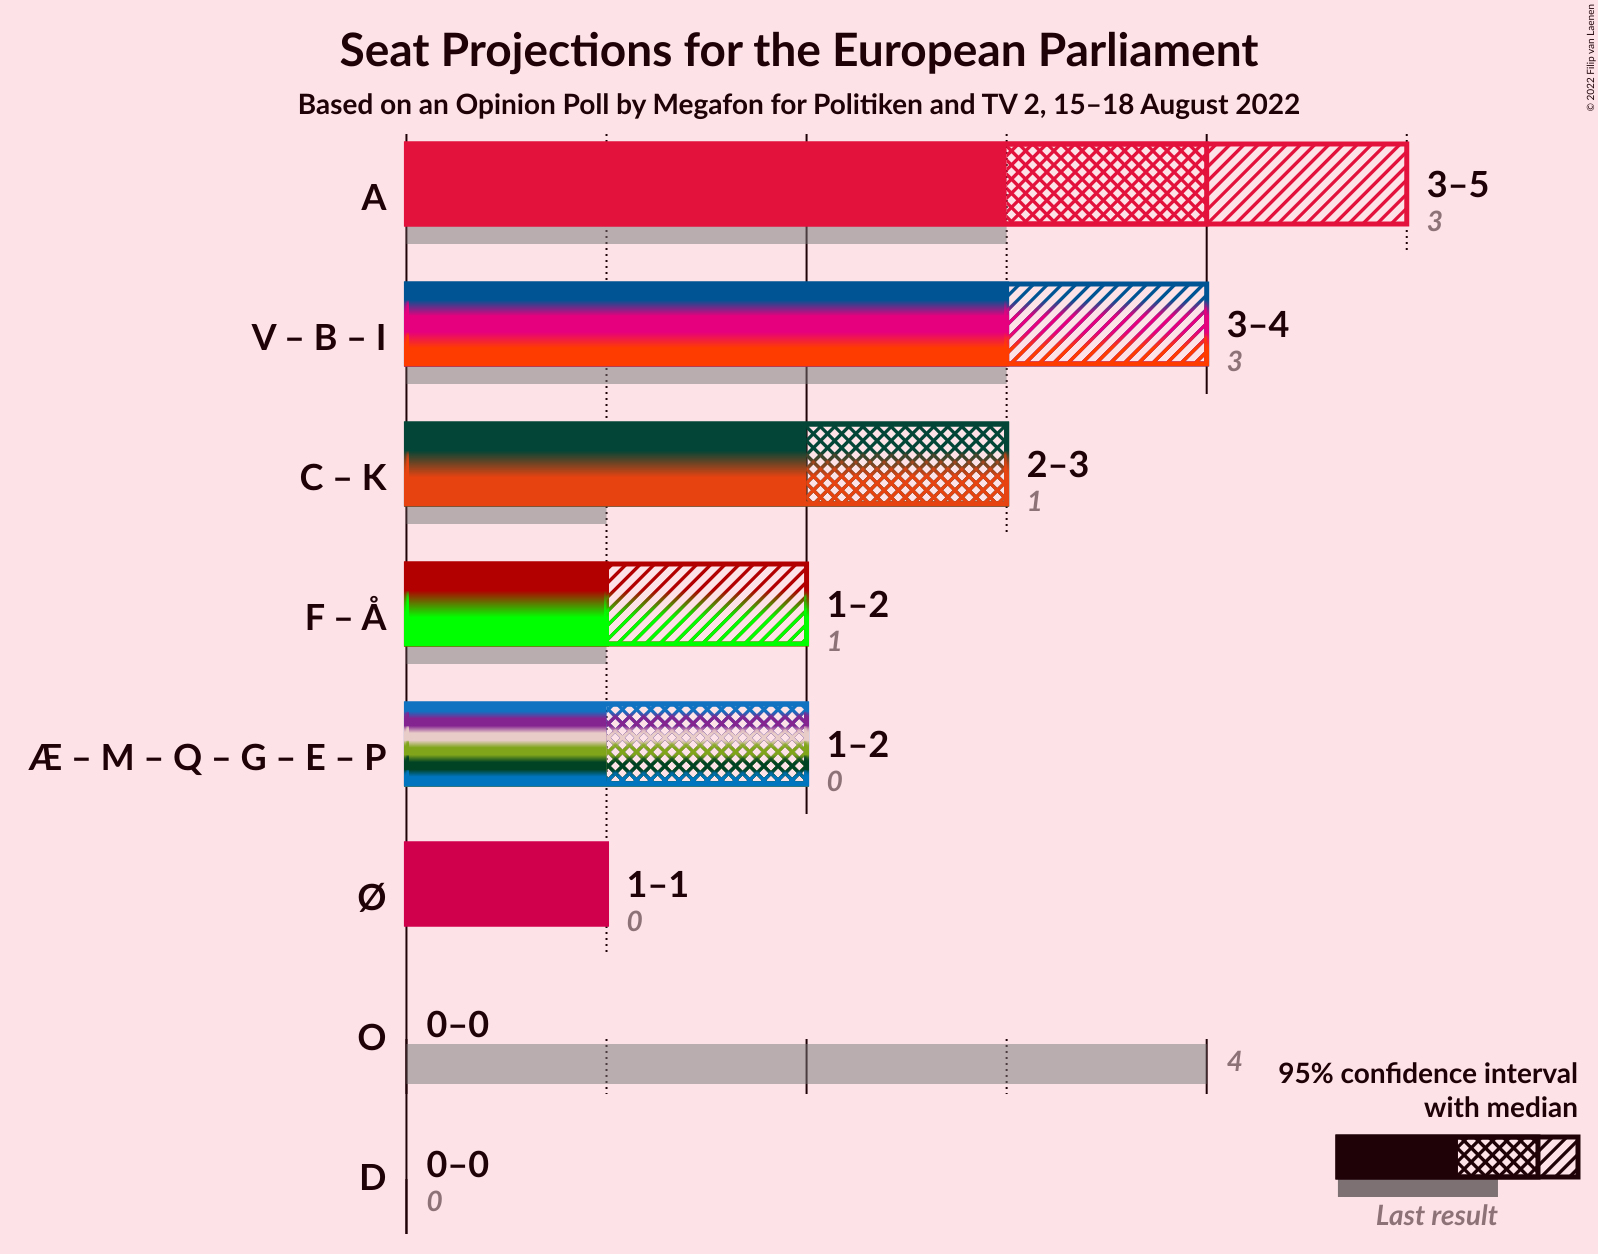 Seat Projections for the European Parliament
Based on an Opinion Poll by Megafon for Politiken and TV 2, 15–18 August 2022
© 2022 Filip van Laenen
A
3–5
3
V – B – I
3–4
3
C – K
2–3
1
F – Å
1–2
1
Æ – M – Q – G – E – P
1–2
0
Ø
1–1
0
O
0–0
4
D
0–0
0
95% confidence interval
with median
Last result